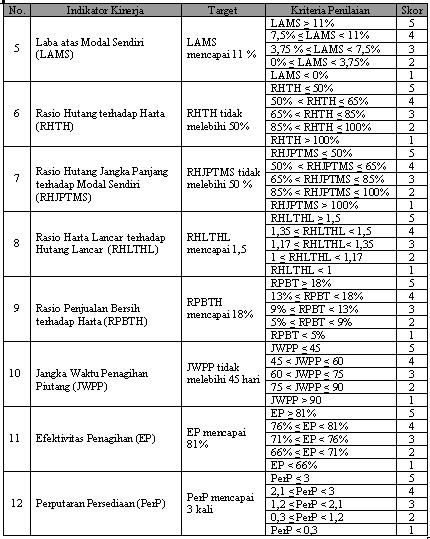 No. Indikator Kinerja Target Kriteria Penilaian Skor
5 Laba atas Modal Sendiri (LAMS) LAMS mencapai 11 %
LAMS ≥ 11% 5
7,5% ≤ LAMS < 11% 4
3,75 % ≤ LAMS < 7,5% 3
0% ≤ LAMS < 3,75% 2
LAMS < 0% 1
6 Rasio Hutang terhadap Harta (RHTH) RHTH tidak melebihi 50%
RHTH ≤ 50% 5
50% < RHTH ≤ 65% 4
65% < RHTH ≤ 85% 3
85% < RHTH ≤ 100% 2
RHTH > 100% 1
7 Rasio Hutang Jangka Panjang terhadap Modal Sendiri (RHJPTMS) RHJPTMS tidak melebihi 50 %
RHJPTMS ≤ 50% 5
50% < RHJPTMS ≤ 65% 4
65% < RHJPTMS ≤ 85% 3
85% < RHJPTMS ≤ 100% 2
RHJPTMS > 100% 1
8 Rasio Harta Lancar terhadap Hutang Lancar (RHLTHL) RHLTHL mencapai 1,5
RHLTHL ≥ 1,5 5
1,35 ≤ RHLTHL < 1,5 4
1,17 ≤ RHLTHL < 1,35 3
1 ≤ RHLTHL < 1,17 2
RHLTHL < 1 1
9 Rasio Penjualan Bersih terhadap Harta (RPBTH) RPBTH mencapai 18%
RPBT ≥ 18% 5
13% ≤ RPBT < 18% 4
9% ≤ RPBT < 13% 3
5% ≤ RPBT < 9% 2
RPBT < 5% 1
10 Jangka Waktu Penagihan Piutang (JWPP) JWPP tidak melebihi 45 hari
JWPP ≤ 45 5
45 < JWPP ≤ 60 4
60 < JWPP ≤ 75 3
75 < JWPP ≤ 90 2
JWPP > 90 1
11 Efektivitas Penagihan (EP) EP mencapai 81%
EP ≥ 81% 5
76% ≤ EP < 81% 4
71% ≤ EP < 76% 3
66% ≤ EP < 71% 2
EP < 66% 1
12 Perputaran Persediaan (PerP) PerP mencapai 3 kali
PerP ≤ 3 5
2,1 ≤ PerP < 3 4
1,2 ≤ PerP < 2,1 3
0,3 ≤ PerP < 1,2 2
PerP < 0,3 1